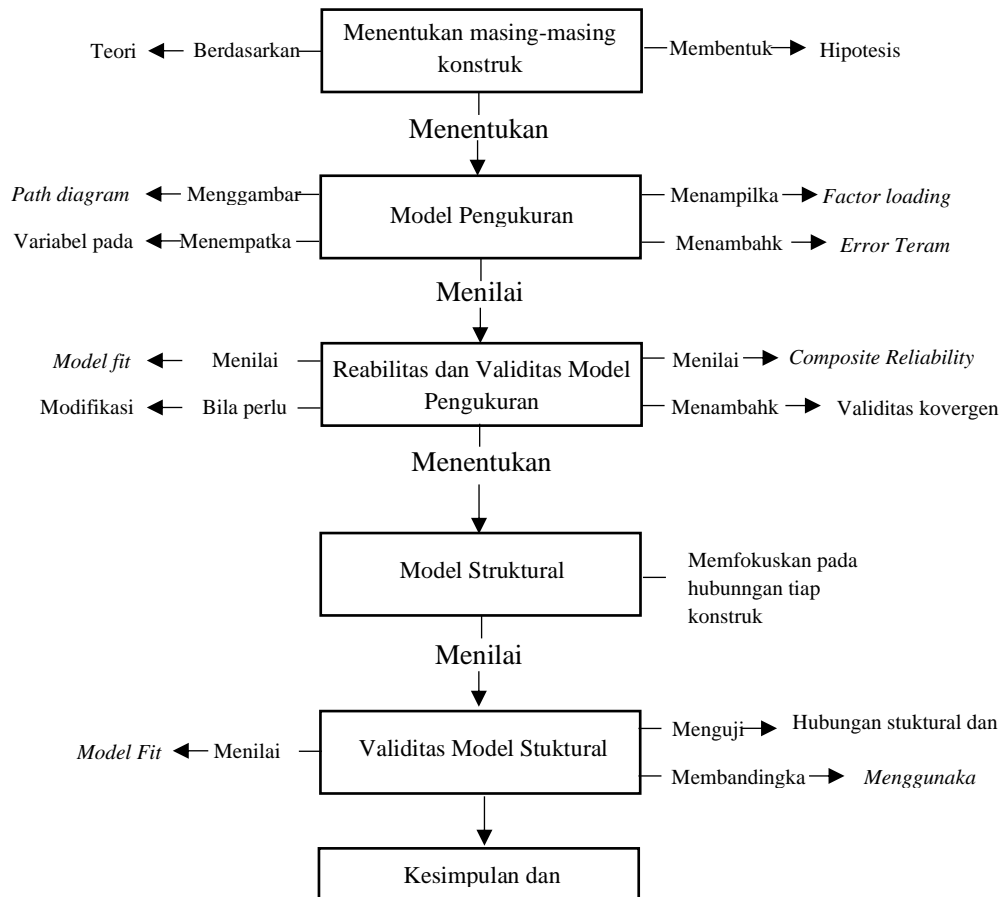 Menentukan masing-masing
konstruk
Teori
Berdasarkan
Membentuk
Hipotesis
Menentukan
Path diagram
Menggambar
Model Pengukuran
Menampilka
Factor loading
Variabel pada
Menempatka
Menambahk
Error Teram
Menilai
Model fit
Menilai
Reabilitas dan Validitas Model
Pengukuran
Menilai
Composite Reliability
Modifikasi
Bila perlu
Menambahk
Validitas kovergen
Menentukan
Model Struktural
Memfokuskan pada
hubunngan tiap
konstruk
Menilai
Model Fit
Menilai
Validitas Model Stuktural
Menguji
Hubungan stuktural dan
Membandingka
Menggunaka
Kesimpulan dan